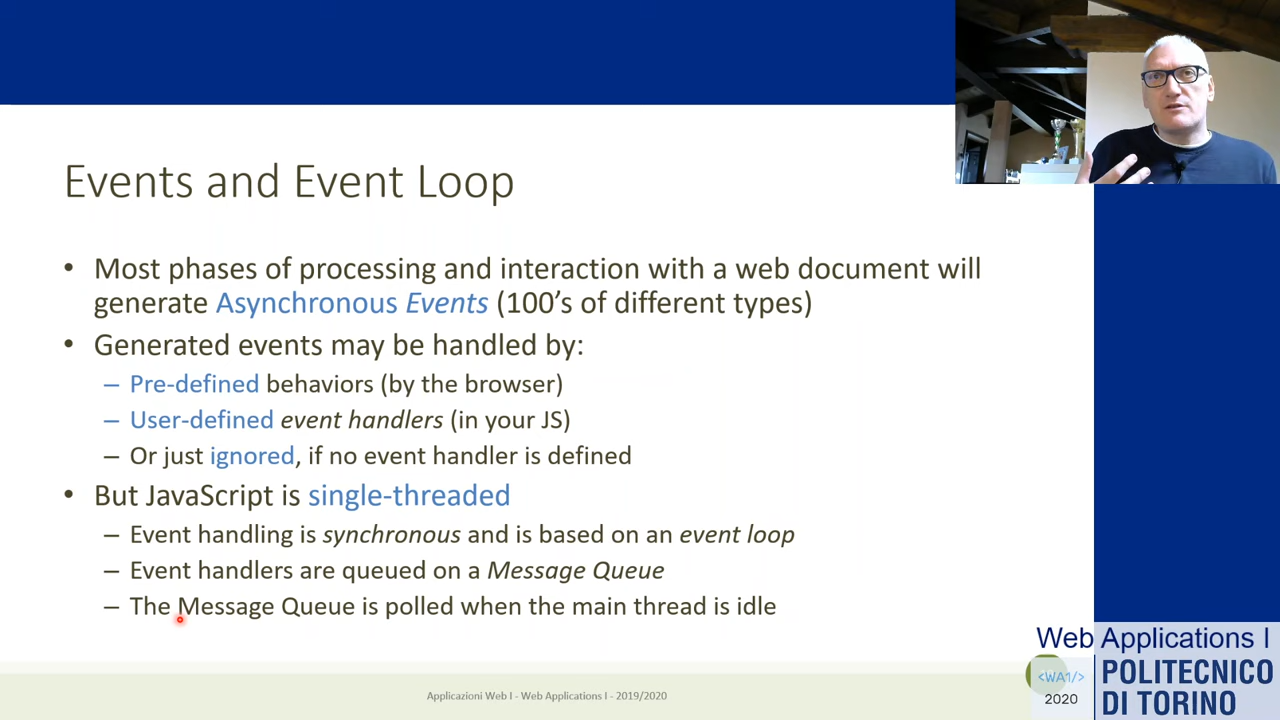 Events and Event Loop
• Most phases of processing and interaction with a web document will
generate Asynchronous Events (100's of different types)
• Generated events may be handled by:
– Pre-defined behaviors (by the browser)
– User-defined event handlers (in your JS)
– Or just ignored, if no event handler is defined
• But JavaScript is single-threaded
– Event handling is synchronous and is based on an event loop
– Event handlers are queued on a Message Queue
– The Message Queue is polled when the main thread is idle
Applicazioni Web I - Web Applications I - 2019/2020
Web Applications I
<WA1/>
2020
POLITECNICO
DI TORINO